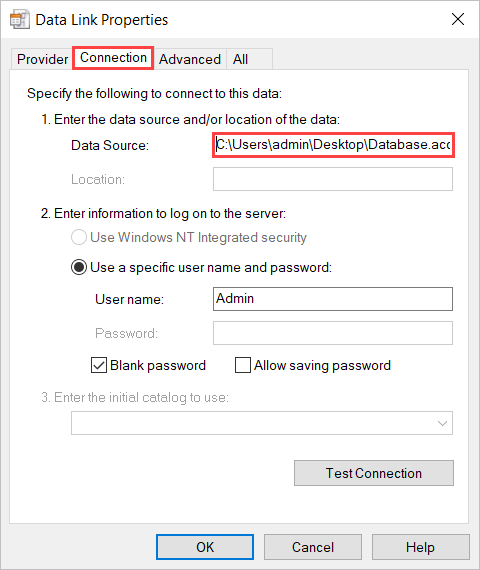 Data Link Properties
Provider Connection Advanced All
Specify the following to connect to this data:
1. Enter the data source and/or location of the data:
Data Source: C:\Users\admin\Desktop\Database.acc
Location:
2. Enter information to log on to the server:
Use Windows NT Integrated security
Use a specific user name and password:
User name: Admin
Password:
Blank password Allow saving password
3. Enter the initial catalog to use:
Test Connection
OK Cancel Help